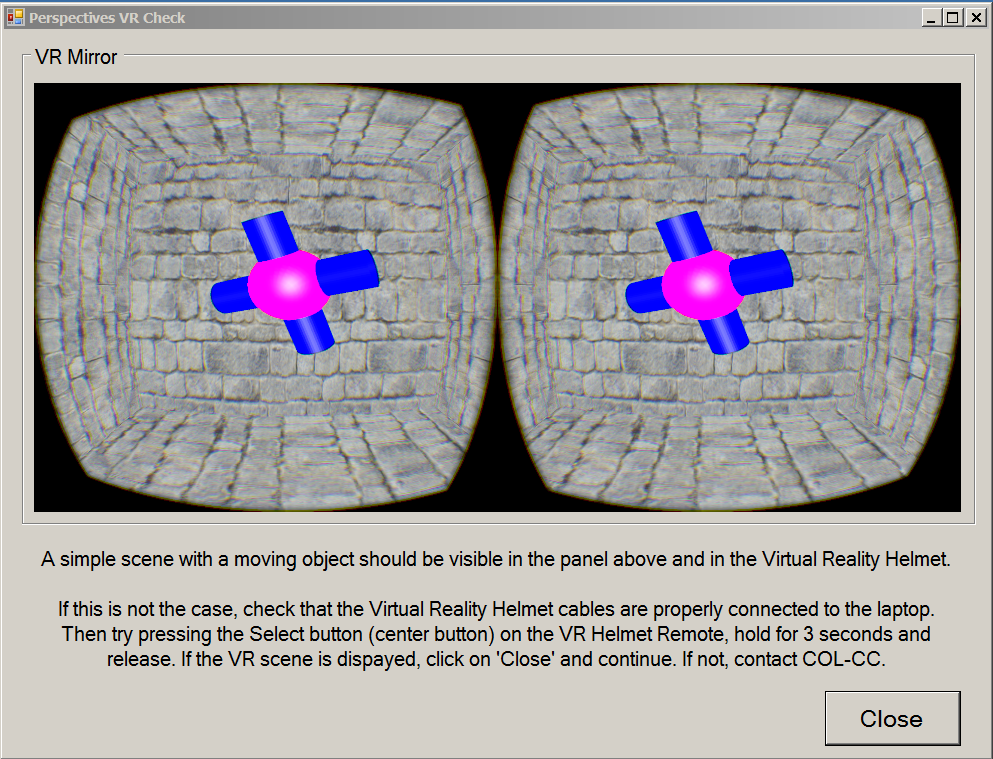 Perspectives VR Check
VR Mirror
A simple scene with a moving object should be visible in the panel above and in the Virtual Reality Helmet.
If this is not the case, check that the Virtual Reality Helmet cables are properly connected to the laptop.
Then try pressing the Select button (center button) on the VR Helmet Remote, hold for 3 seconds and
release. If the VR scene is dispayed, click on 'Close' and continue. If not, contact COL-CC.
Close